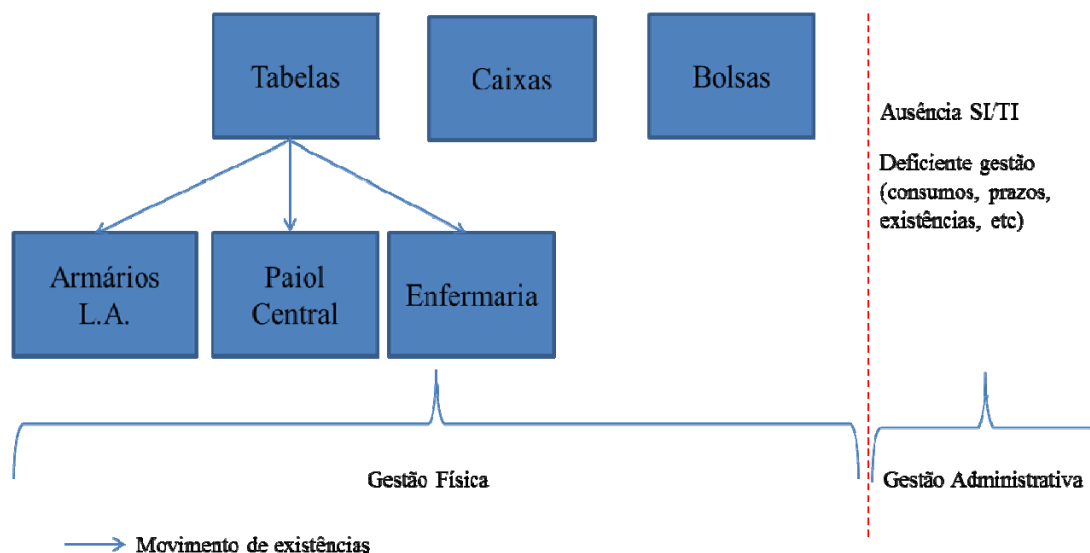 Tabelas
Caixas
Bolsas
Ausência SI/TI
Deficiente gestão
(consumos, prazos,
existências, etc)
Armários
L.A.
Paiol
Central
Enfermaria
Gestão Física
Gestão Administrativa
Movimento de existências